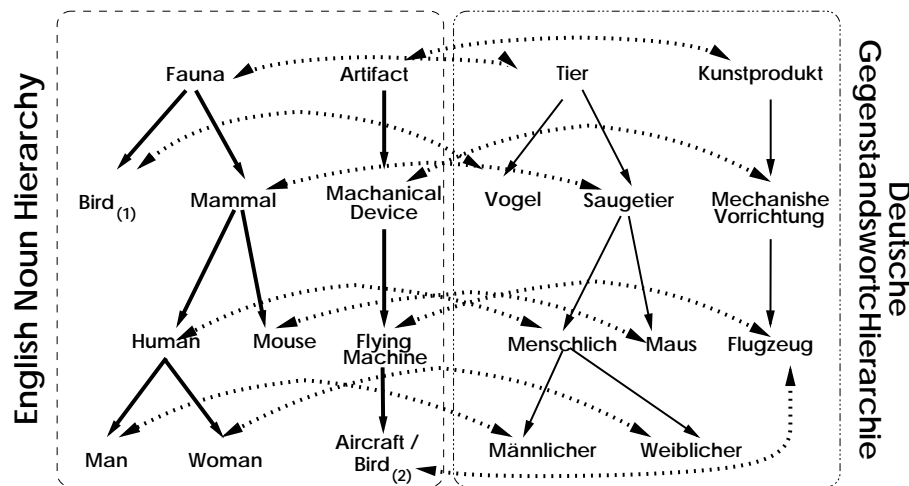 English Noun Hierarchy
Fauna
Artifact
Tier
Kunstprodukt
Bird (1)
Mammal
Machanical
Device
Vogel
Saugetier
Mechanishe
Vorrichtung
Human
Mouse
Flying
Machine
Menschlich
Maus
Flugzeug
Man
Woman
Aircraft /
Bird (2)
Männlicher
Weiblicher
Deutsche
GegenstandswortcHierarchie